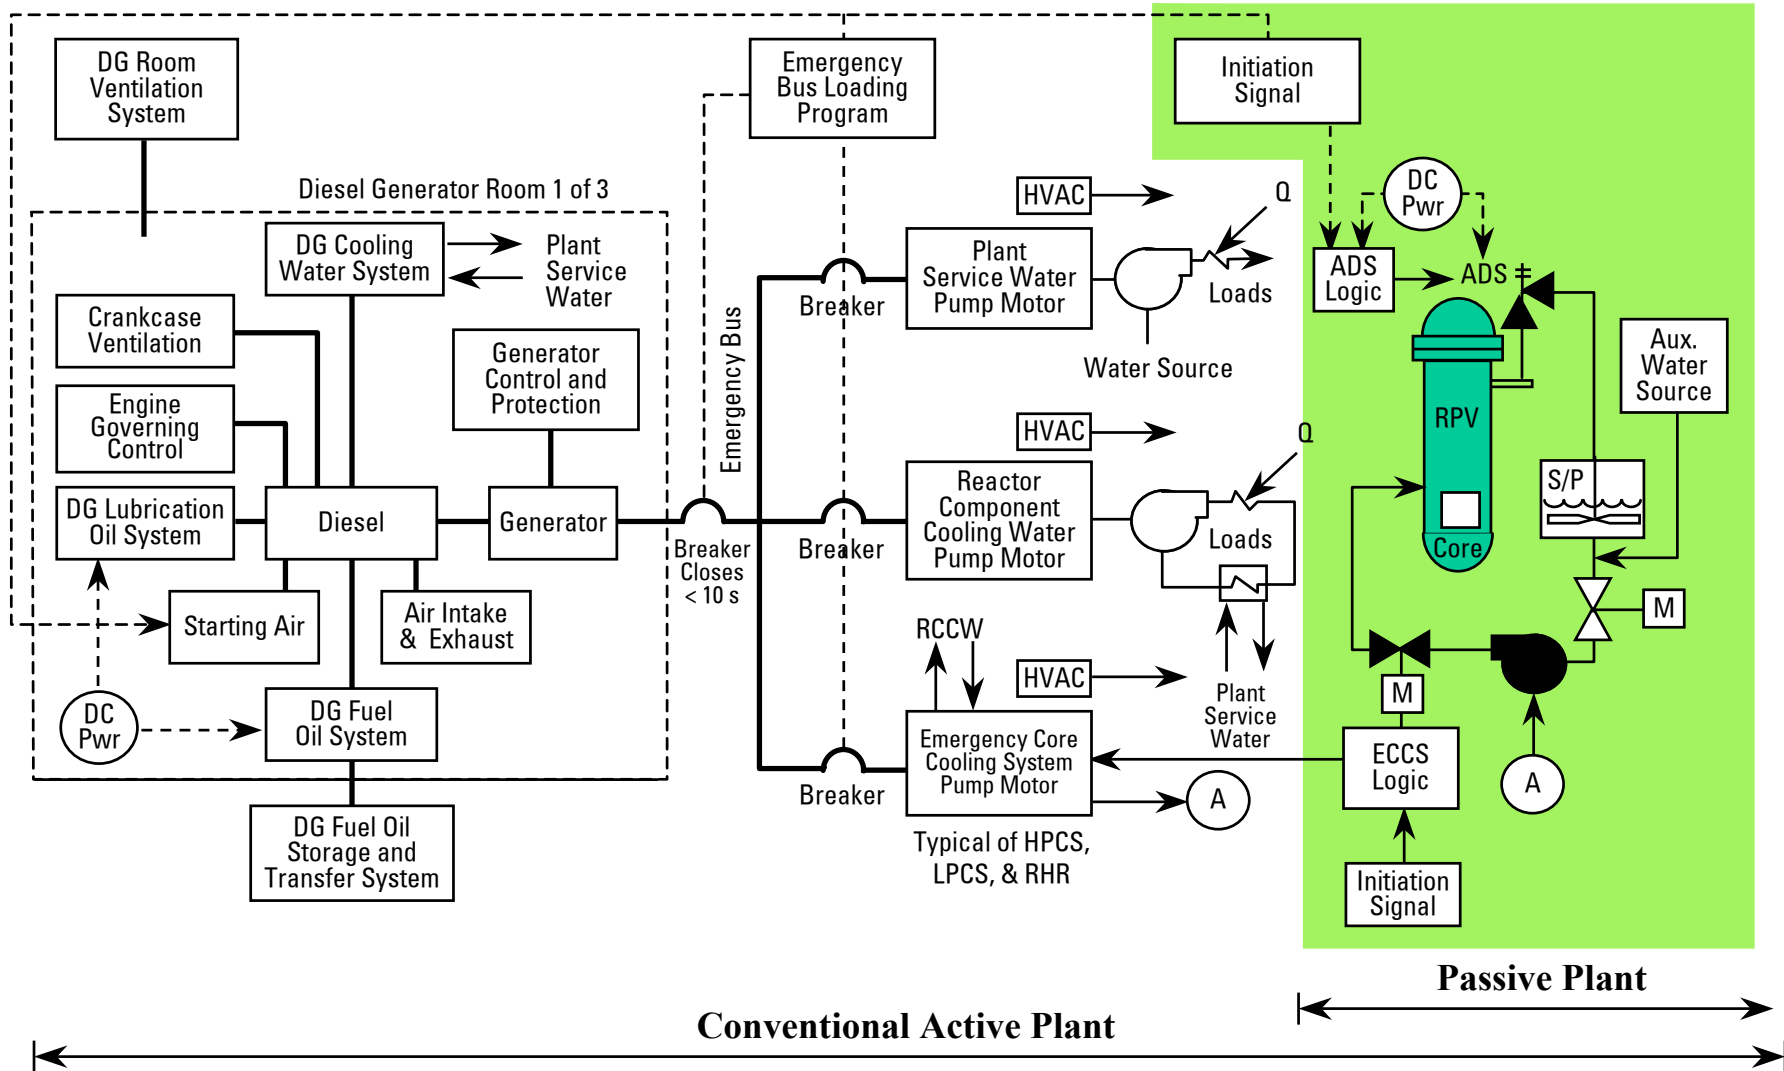 DG Room
Ventilation
System
Emergency
Bus Loading
Program
Initiation
Signal
Diesel Generator Room 1 of 3
DG Cooling
Water System
Plant
Service
Water
Crankcase
Ventilation
Engine
Governing
Control
Generator
Control and
Protection
DG Lubrication
Oil System
Diesel
Generator
Starting Air
Air Intake
& Exhaust
DC
Pwr
DG Fuel
Oil System
DG Fuel Oil
Storage and
Transfer System
Breaker
Closes
< 10 s
Emergency Bus
Breaker
Breaker
Breaker
HVAC
Q
Plant
Service Water
Pump Motor
Loads
Water Source
HVAC
Q
Reactor
Component
Cooling Water
Pump Motor
Loads
RCCW
HVAC
Plant
Service
Water
Emergency Core
Cooling System
Pump Motor
A
Typical of HPCS,
LPCS, & RHR
DC
Pwr
ADS
Logic
ADS
Aux.
Water
Source
RPV
Core
S/P
M
M
ECCS
Logic
A
Initiation
Signal
Passive Plant
Conventional Active Plant